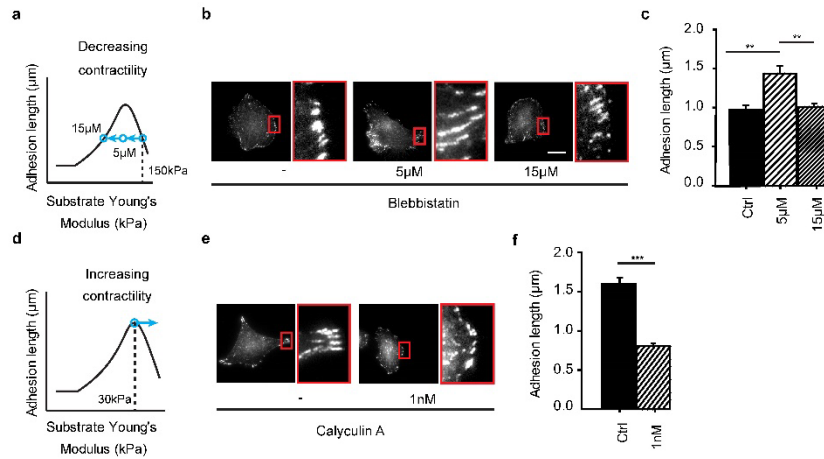 a
Decreasing
contractility
Adhesion length (μm)
15μM
5μM
150kPa
Substrate Young's
Modulus (kPa)
b
-
5μM
15μM
Blebbistatin
c
Adhesion length (μm)
2.0
1.5
1.0
0.5
0.0
**
**
Ctrl
5μM
15μM
d
Increasing
contractility
Adhesion length (μm)
30kPa
Substrate Young's
Modulus (kPa)
e
-
1nM
Calyculin A
f
Adhesion length (μm)
2.0
1.5
1.0
0.5
0.0
***
Ctrl
1nM